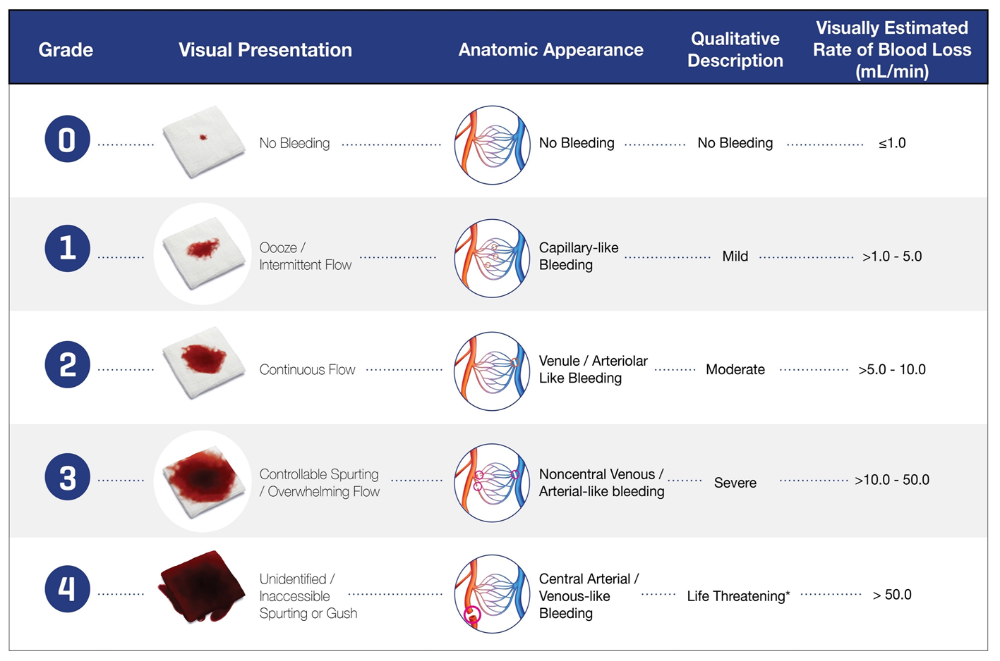 Grade
Visual Presentation
Anatomic Appearance
Qualitative
Description
Visually Estimated
Rate of Blood Loss
(mL/min)
0
No Bleeding
No Bleeding
No Bleeding
≤1.0
1
Oooze /
Intermittent Flow
Capillary-like
Bleeding
Mild
>1.0 - 5.0
2
Continuous Flow
Venule / Arteriolar
Like Bleeding
Moderate
>5.0 - 10.0
3
Controllable Spurting
/ Overwhelming Flow
Noncentral Venous /
Arterial-like bleeding
Severe
>10.0 - 50.0
4
Unidentified /
Inaccessible
Spurting or Gush
Central Arterial /
Venous-like
Bleeding
Life Threatening*
> 50.0